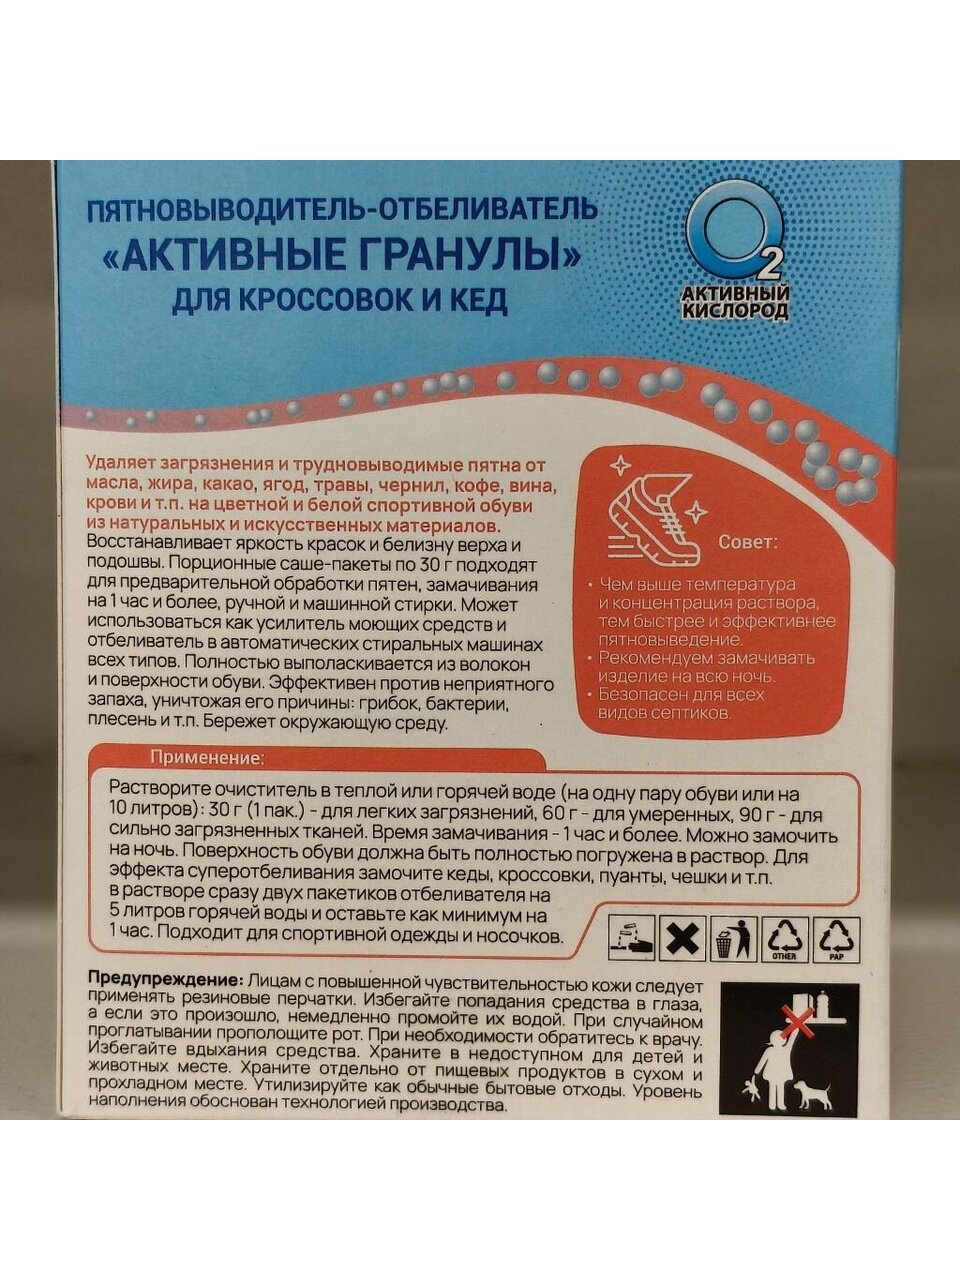 ПЯТНОВЫВОДИТЕЛЬ-ОТБЕЛИВАТЕЛЬ
«АКТИВНЫЕ ГРАНУЛЫ»
ДЛЯ КРОССОВОК И КЕД
O2
АКТИВНЫЙ
КИСЛОРОД
Удаляет загрязнения и трудновыводимые пятна от
масла, жира, какао, ягод, травы, чернил, кофе, вина,
крови и т.п. на цветной и белой спортивной обуви
из натуральных и искусственных материалов.
Восстанавливает яркость красок и белизну верха и
подошвы. Порционные саше-пакеты по 30 г подходят
для предварительной обработки пятен, замачивания
на 1 час и более, ручной и машинной стирки. Может
использоваться как усилитель моющих средств и
отбеливатель в автоматических стиральных машинах
всех типов. Полностью выполаскивается из волокон
и поверхности обуви. Эффективен против неприятного
запаха, уничтожая его причины: грибок, бактерии,
плесень и т.п. Бережет окружающую среду.
Совет:
• Чем выше температура
и концентрация раствора,
тем быстрее и эффективнее
пятновыведение.
• Рекомендуем замачивать
изделие на всю ночь.
• Безопасен для всех
видов септиков.
Применение:
Растворите очиститель в теплой или горячей воде (на одну пару обуви или на
10 литров): 30 г (1 пак.) - для легких загрязнений, 60 г - для умеренных, 90 г - для
сильно загрязненных тканей. Время замачивания - 1 час и более. Можно замочить
на ночь. Поверхность обуви должна быть полностью погружена в раствор. Для
эффекта суперотбеливания замочите кеды, кроссовки, пуанты, чешки и т.п.
в растворе сразу двух пакетиков отбеливателя на
5 литров горячей воды и оставьте как минимум на
1 час. Подходит для спортивной одежды и носочков.
OTHER
PAP
Предупреждение: Лицам с повышенной чувствительностью кожи следует
применять резиновые перчатки. Избегайте попадания средства в глаза,
а если это произошло, немедленно промойте их водой. При случайном
проглатывании прополощите рот. При необходимости обратитесь к врачу.
Избегайте вдыхания средства. Храните в недоступном для детей и
животных месте. Храните отдельно от пищевых продуктов в сухом и
прохладном месте. Утилизируйте как обычные бытовые отходы. Уровень
наполнения обоснован технологией производства.